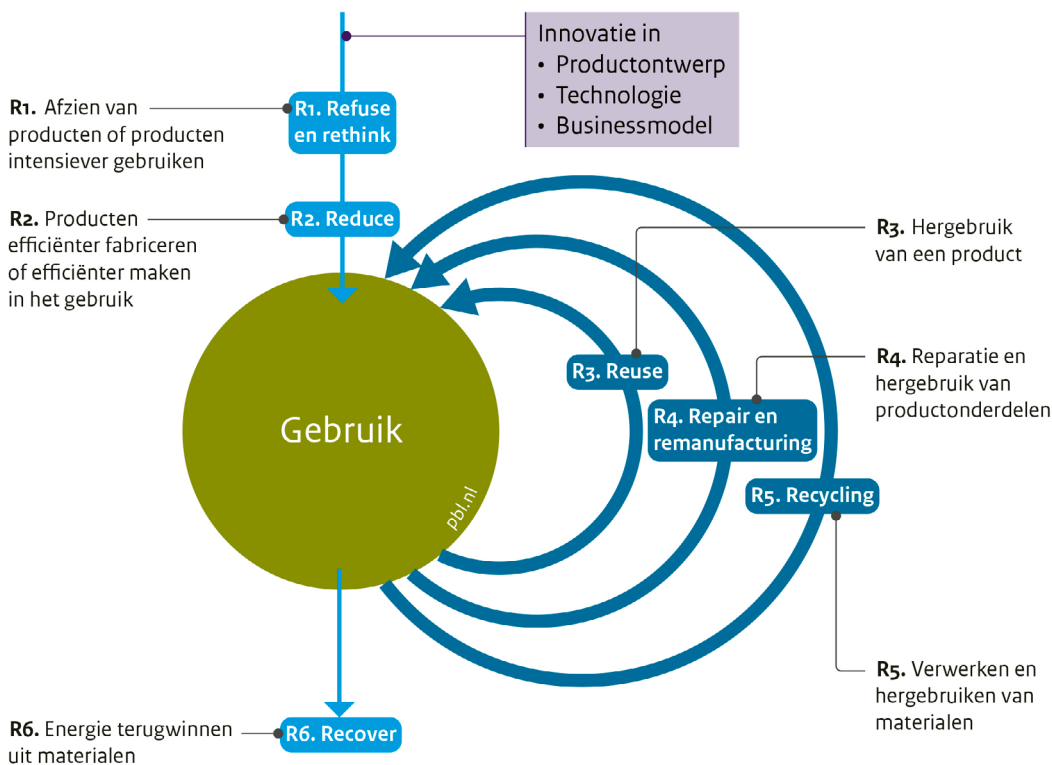 Innovatie in
• Productontwerp
• Technologie
• Businessmodel
R1. Afzien van
producten of producten
intensiever gebruiken
R1. Refuse
en rethink
R2. Producten
efficiënter fabriceren
of efficiënter maken
in het gebruik
R2. Reduce
R3. Hergebruik
van een product
R3. Reuse
R4. Reparatie en
hergebruik van
productonderdelen
R4. Repair en
remanufacturing
Gebruik
pbl.nl
R5. Recycling
R5. Verwerken en
hergebruiken van
materialen
R6. Energie terugwinnen
uit materialen
R6. Recover